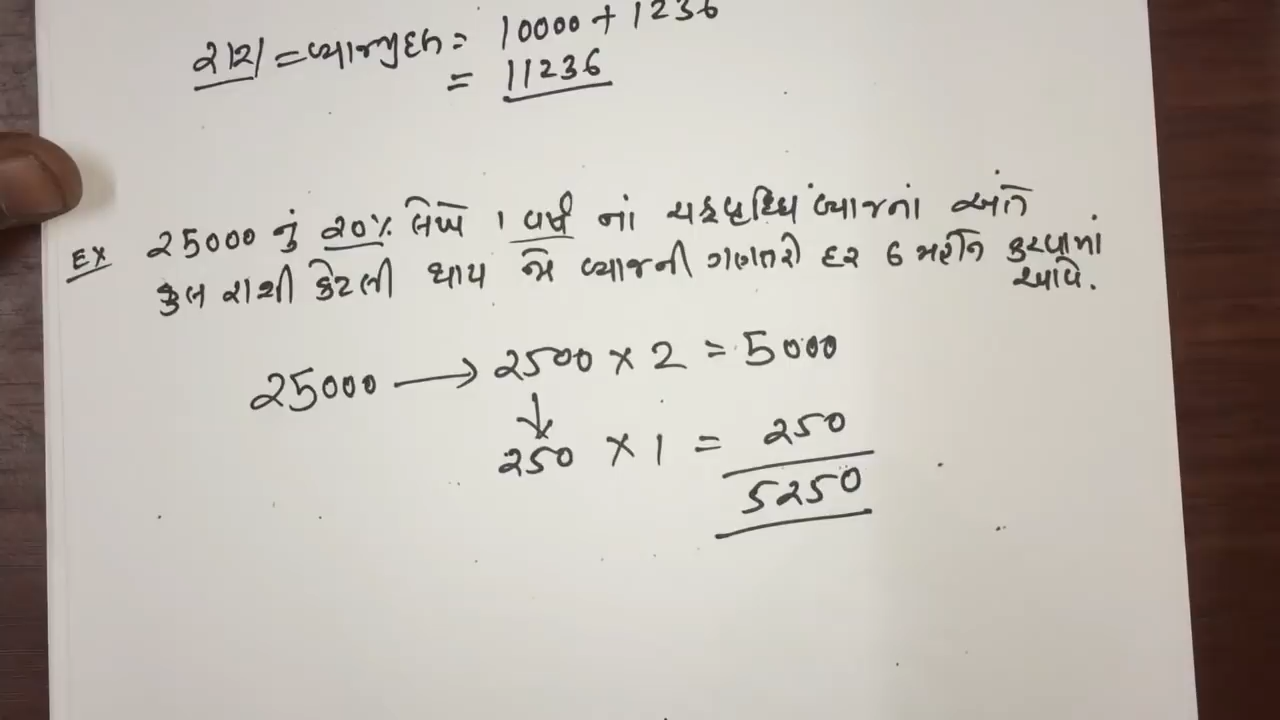 રાશિ = વ્યાજમુદ્દલ = 10000 + 1236
= 11236
Ex 25000 નું 20% લેખે 1 વર્ષ નાં ચક્રવૃધ્ધિ વ્યાજનાં અંતે
કુલ રાશી કેટલી થાય જો વ્યાજની ગણતરી દર 6 મહિને કરવામાં
આવે.
25000 → 2500 × 2 = 5000
↓
250 × 1 = 250
5250